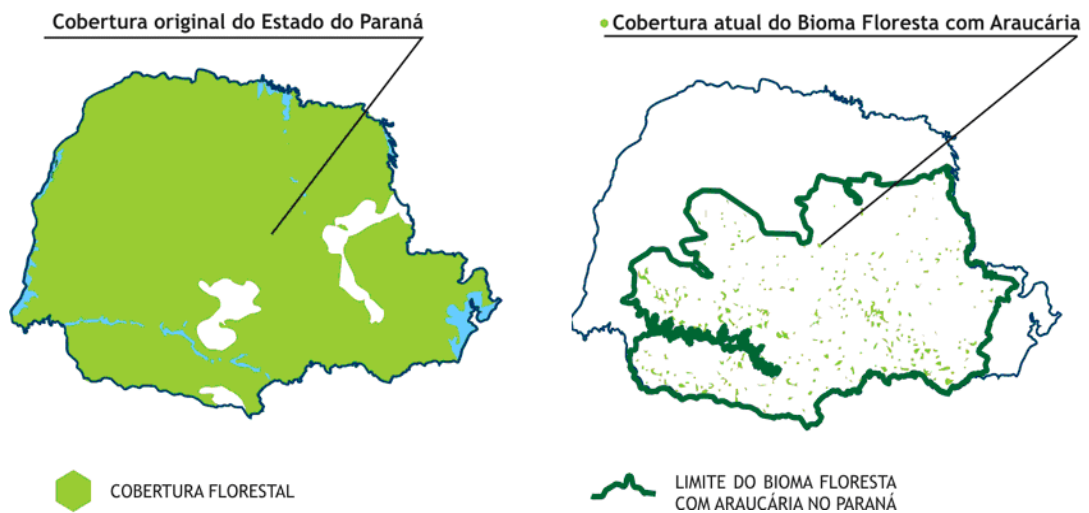 Cobertura original do Estado do Paraná
Cobertura atual do Bioma Floresta com Araucária
COBERTURA FLORESTAL
LIMITE DO BIOMA FLORESTA
COM ARAUCÁRIA NO PARANÁ